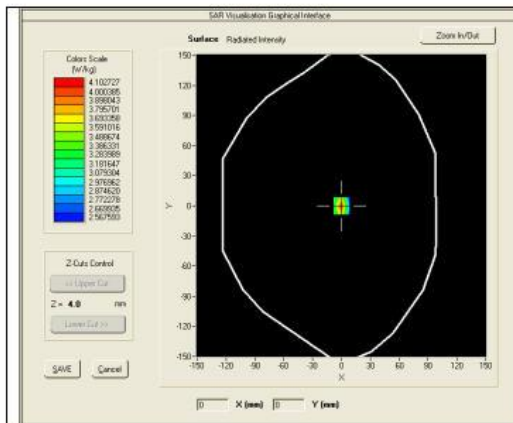 SAR Visualisation Graphical Interface
Surface Radiated Intensity
Zoom In/Out
Colors Scale
(W/kg)
4.102727
4.000385
3.898043
3.795701
3.693358
3.591016
3.488674
3.386331
3.283989
3.181647
3.079304
2.976962
2.874620
2.772278
2.669935
2.567593
Z-Cuts Control
<< Upper Cut
Z = 4.0 mm
Lower Cut >>
SAVE Cancel
150
120
90
60
30
0
-30
-60
-90
-120
-150
Y
-150 -120 -90 -60 -30 0 30 60 90 120 150
X
0 X (mm) 0 Y (mm)